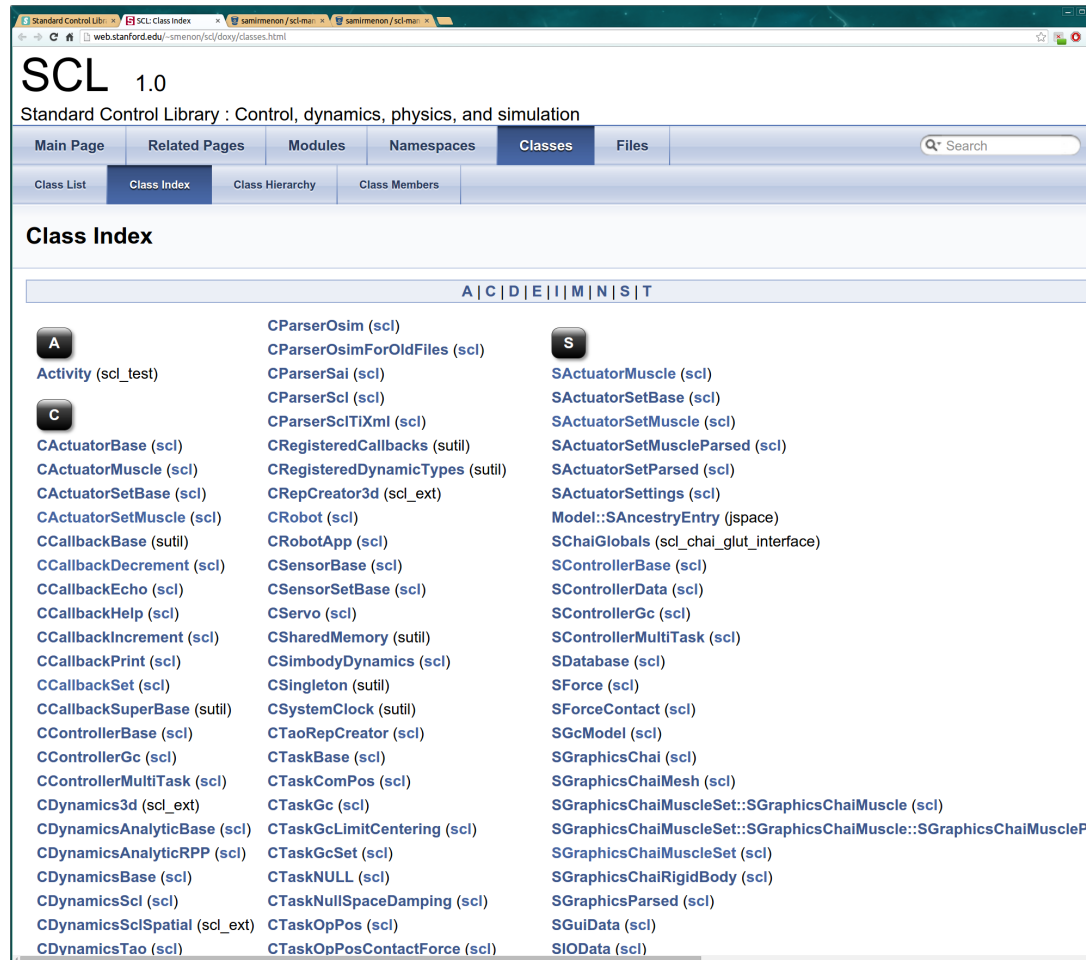 Standard Control Libr
SCL: Class Index
samirmenon / scl-man
samirmenon / scl-man
web.stanford.edu/~smenon/scl/doxy/classes.html
SCL 1.0
Standard Control Library : Control, dynamics, physics, and simulation
Main Page Related Pages Modules Namespaces Classes Files Search
Class List Class Index Class Hierarchy Class Members
Class Index
A | C | D | E | I | M | N | S | T
A
Activity (scl_test)
C
CActuatorBase (scl)
CActuatorMuscle (scl)
CActuatorSetBase (scl)
CActuatorSetMuscle (scl)
CCallbackBase (sutil)
CCallbackDecrement (scl)
CCallbackEcho (scl)
CCallbackHelp (scl)
CCallbackIncrement (scl)
CCallbackPrint (scl)
CCallbackSet (scl)
CCallbackSuperBase (sutil)
CControllerBase (scl)
CControllerGc (scl)
CControllerMultiTask (scl)
CDynamics3d (scl_ext)
CDynamicsAnalyticBase (scl)
CDynamicsAnalyticRPP (scl)
CDynamicsBase (scl)
CDynamicsScl (scl)
CDynamicsSclSpatial (scl_ext)
CDynamicsTao (scl)
CParserOsim (scl)
CParserOsimForOldFiles (scl)
CParserSai (scl)
CParserScl (scl)
CParserSclTiXml (scl)
CRegisteredCallbacks (sutil)
CRegisteredDynamicTypes (sutil)
CRepCreator3d (scl_ext)
CRobot (scl)
CRobotApp (scl)
CSensorBase (scl)
CSensorSetBase (scl)
CServo (scl)
CSharedMemory (sutil)
CSimbodyDynamics (scl)
CSingleton (sutil)
CSystemClock (sutil)
CTaoRepCreator (scl)
CTaskBase (scl)
CTaskComPos (scl)
CTaskGc (scl)
CTaskGcLimitCentering (scl)
CTaskGcSet (scl)
CTaskNULL (scl)
CTaskNullSpaceDamping (scl)
CTaskOpPos (scl)
CTaskOpPosContactForce (scl)
S
SActuatorMuscle (scl)
SActuatorSetBase (scl)
SActuatorSetMuscle (scl)
SActuatorSetMuscleParsed (scl)
SActuatorSetParsed (scl)
SActuatorSettings (scl)
Model::SAncestryEntry (jspace)
SChaiGlobals (scl_chai_glut_interface)
SControllerBase (scl)
SControllerData (scl)
SControllerGc (scl)
SControllerMultiTask (scl)
SDatabase (scl)
SForce (scl)
SForceContact (scl)
SGcModel (scl)
SGraphicsChai (scl)
SGraphicsChaiMesh (scl)
SGraphicsChaiMuscleSet::SGraphicsChaiMuscle (scl)
SGraphicsChaiMuscleSet::SGraphicsChaiMuscle::SGraphicsChaiMuscleP
SGraphicsChaiMuscleSet (scl)
SGraphicsChaiRigidBody (scl)
SGraphicsParsed (scl)
SGuiData (scl)
SIOData (scl)